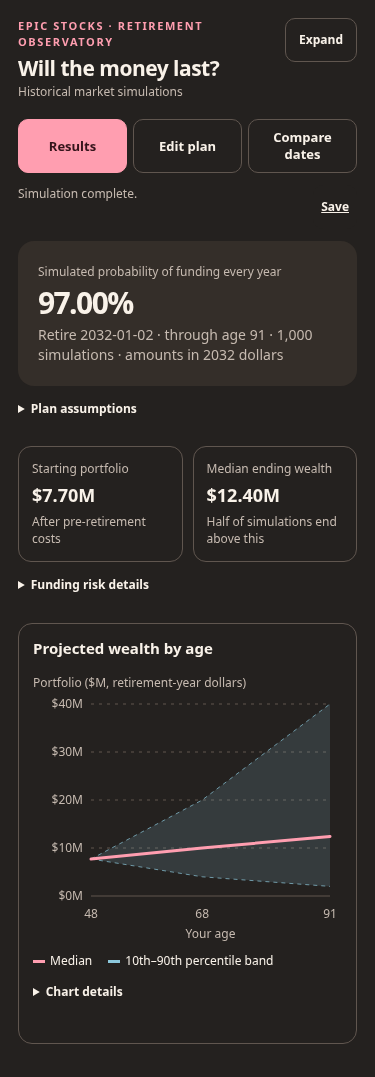 EPIC STOCKS · RETIREMENT
OBSERVATORY
Expand
Will the money last?
Historical market simulations
Results
Edit plan
Compare
dates
Simulation complete.
Save
Simulated probability of funding every year
97.00%
Retire 2032-01-02 · through age 91 · 1,000
simulations · amounts in 2032 dollars
Plan assumptions
Starting portfolio
$7.70M
After pre-retirement
costs
Median ending wealth
$12.40M
Half of simulations end
above this
Funding risk details
Projected wealth by age
Portfolio ($M, retirement-year dollars)
$40M
$30M
$20M
$10M
$0M
48 68 91
Your age
Median 10th–90th percentile band
Chart details